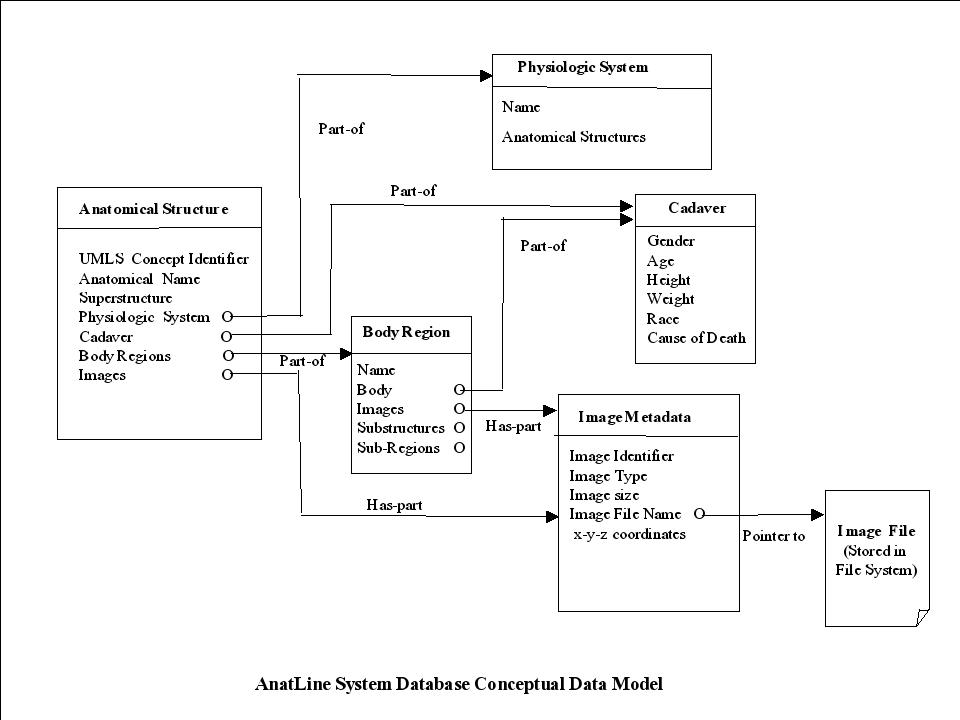 Physiologic System
Name
Anatomical Structures
Part-of
Anatomical Structure
UMLS Concept Identifier
Anatomical Name
Superstructure
Physiologic System O
Cadaver O
Body Regions O
Images O
Part-of
Cadaver
Gender
Age
Height
Weight
Race
Cause of Death
Part-of
Part-of
Body Region
Name
Body O
Images O
Substructures O
Sub-Regions O
Has-part
Has-part
Image Metadata
Image Identifier
Image Type
Image size
Image File Name O
x-y-z coordinates
Pointer to
Image File
(Stored in
File System)
AnatLine System Database Conceptual Data Model